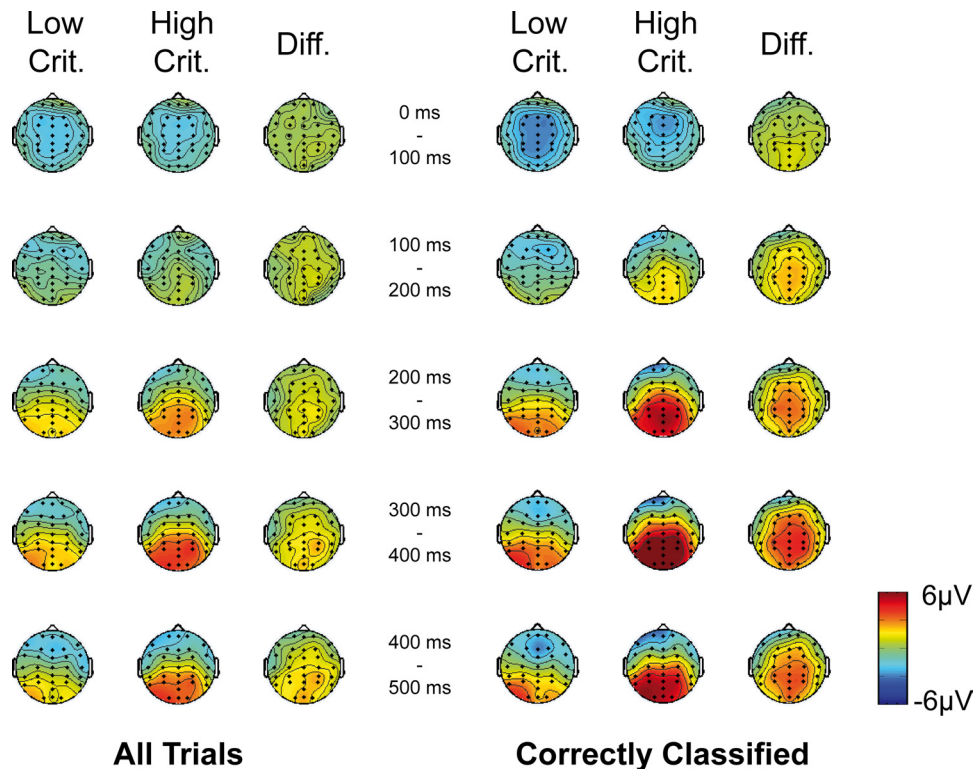 Low
Crit.
High
Crit.
Diff.
Low
Crit.
High
Crit.
Diff.
0 ms
-
100 ms
100 ms
-
200 ms
200 ms
-
300 ms
300 ms
-
400 ms
400 ms
-
500 ms
6µV
-6µV
All Trials
Correctly Classified